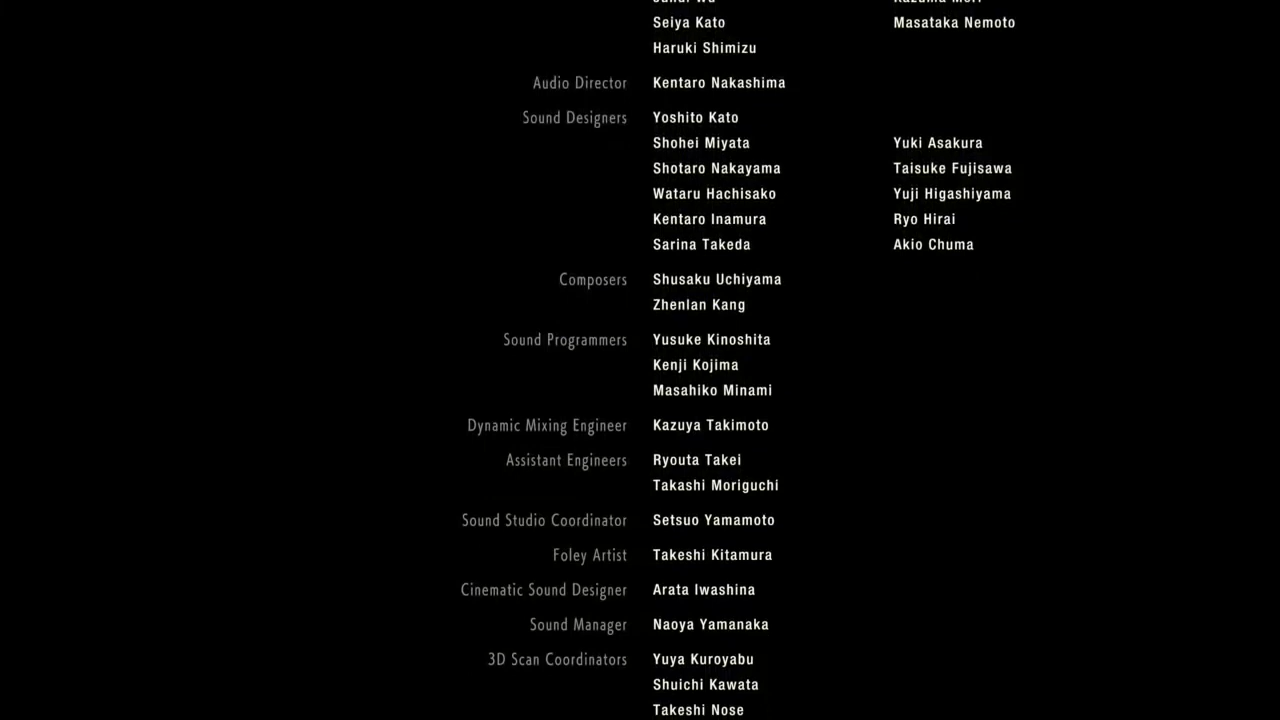 Seiya Kato Masataka Nemoto
Haruki Shimizu
Audio Director Kentaro Nakashima
Sound Designers Yoshito Kato
Shohei Miyata Yuki Asakura
Shotaro Nakayama Taisuke Fujisawa
Wataru Hachisako Yuji Higashiyama
Kentaro Inamura Ryo Hirai
Sarina Takeda Akio Chuma
Composers Shusaku Uchiyama
Zhenlan Kang
Sound Programmers Yusuke Kinoshita
Kenji Kojima
Masahiko Minami
Dynamic Mixing Engineer Kazuya Takimoto
Assistant Engineers Ryouta Takei
Takashi Moriguchi
Sound Studio Coordinator Setsuo Yamamoto
Foley Artist Takeshi Kitamura
Cinematic Sound Designer Arata Iwashina
Sound Manager Naoya Yamanaka
3D Scan Coordinators Yuya Kuroyabu
Shuichi Kawata
Takeshi Nose